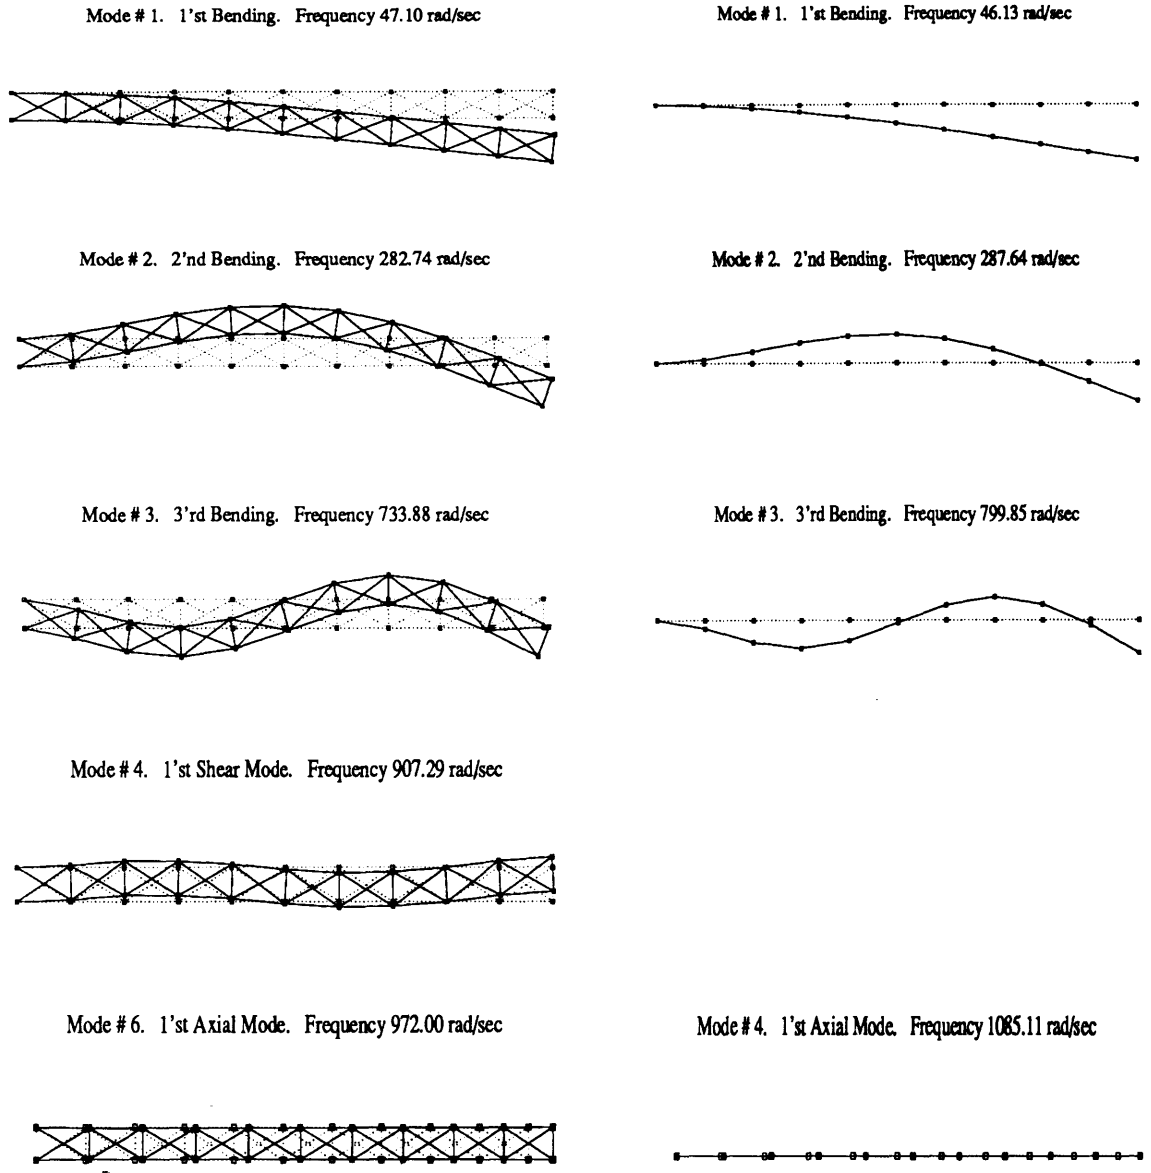 Mode # 1. 1'st Bending. Frequency 47.10 rad/sec
Mode # 1. 1'st Bending. Frequency 46.13 rad/sec
Mode # 2. 2'nd Bending. Frequency 282.74 rad/sec
Mode # 2. 2'nd Bending. Frequency 287.64 rad/sec
Mode # 3. 3'rd Bending. Frequency 733.88 rad/sec
Mode # 3. 3'rd Bending. Frequency 799.85 rad/sec
Mode # 4. 1'st Shear Mode. Frequency 907.29 rad/sec
Mode # 6. 1'st Axial Mode. Frequency 972.00 rad/sec
Mode # 4. 1'st Axial Mode. Frequency 1085.11 rad/sec